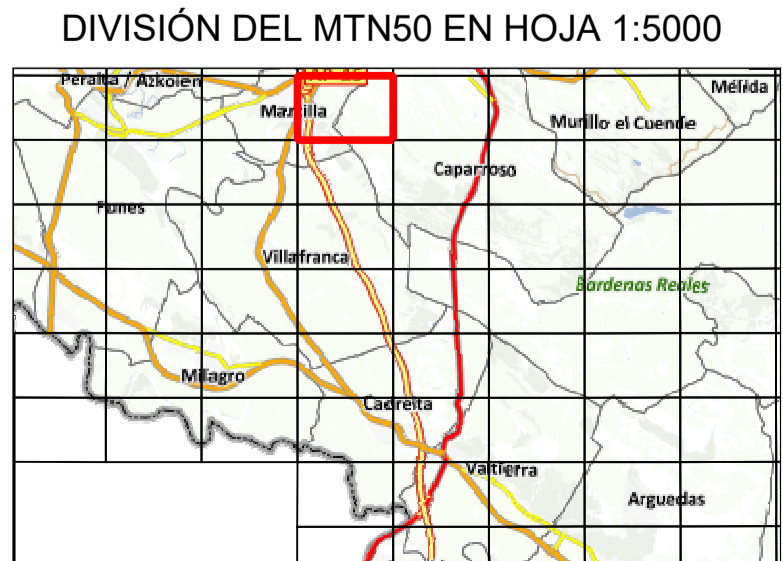 DIVISIÓN DEL MTN50 EN HOJA 1:5000
Peralta / Azkoien
Mélida
Marcilla
Murillo el Cuende
Caparroso
Funes
Villafranca
Bardenas Reales
Milagro
Cadreita
Valtierra
Arguedas